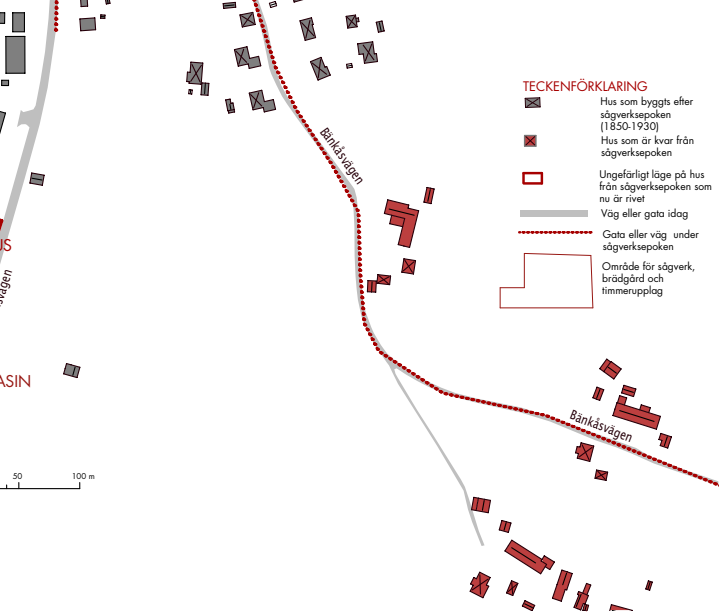 TECKENFÖRKLARING
Hus som byggts efter
sågverksepoken
(1850-1930)
Hus som är kvar från
sågverksepoken
Ungefärligt läge på hus
från sågverksepoken som
nu är rivet
Väg eller gata idag
Gata eller väg under
sågverksepoken
Område för sågverk,
brädgård och
timmerupplag
Bänkåsvägen
Bänkåsvägen
US
svägen
ASIN
50 100 m